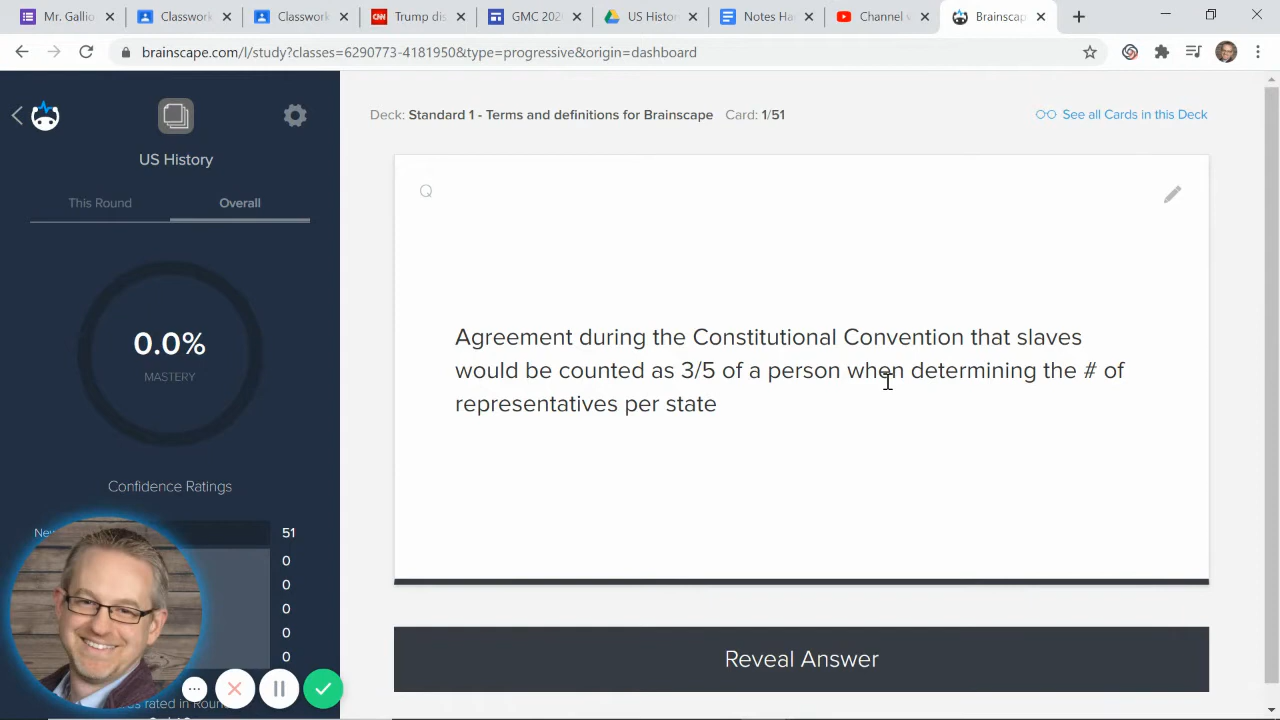 Mr. Gallio
Classwork
Classwork
CNN
Trump dis
GMC 202
US Histor
Notes Ha
Channel
Brainscap
brainscape.com/l/study?classes=6290773-4181950&type=progressive&origin=dashboard
US History
This Round
Overall
0.0%
MASTERY
Confidence Ratings
51
0
0
0
0
0
Deck: Standard 1 - Terms and definitions for Brainscape Card: 1/51
See all Cards in this Deck
Q
Agreement during the Constitutional Convention that slaves
would be counted as 3/5 of a person when determining the # of
representatives per state
Reveal Answer